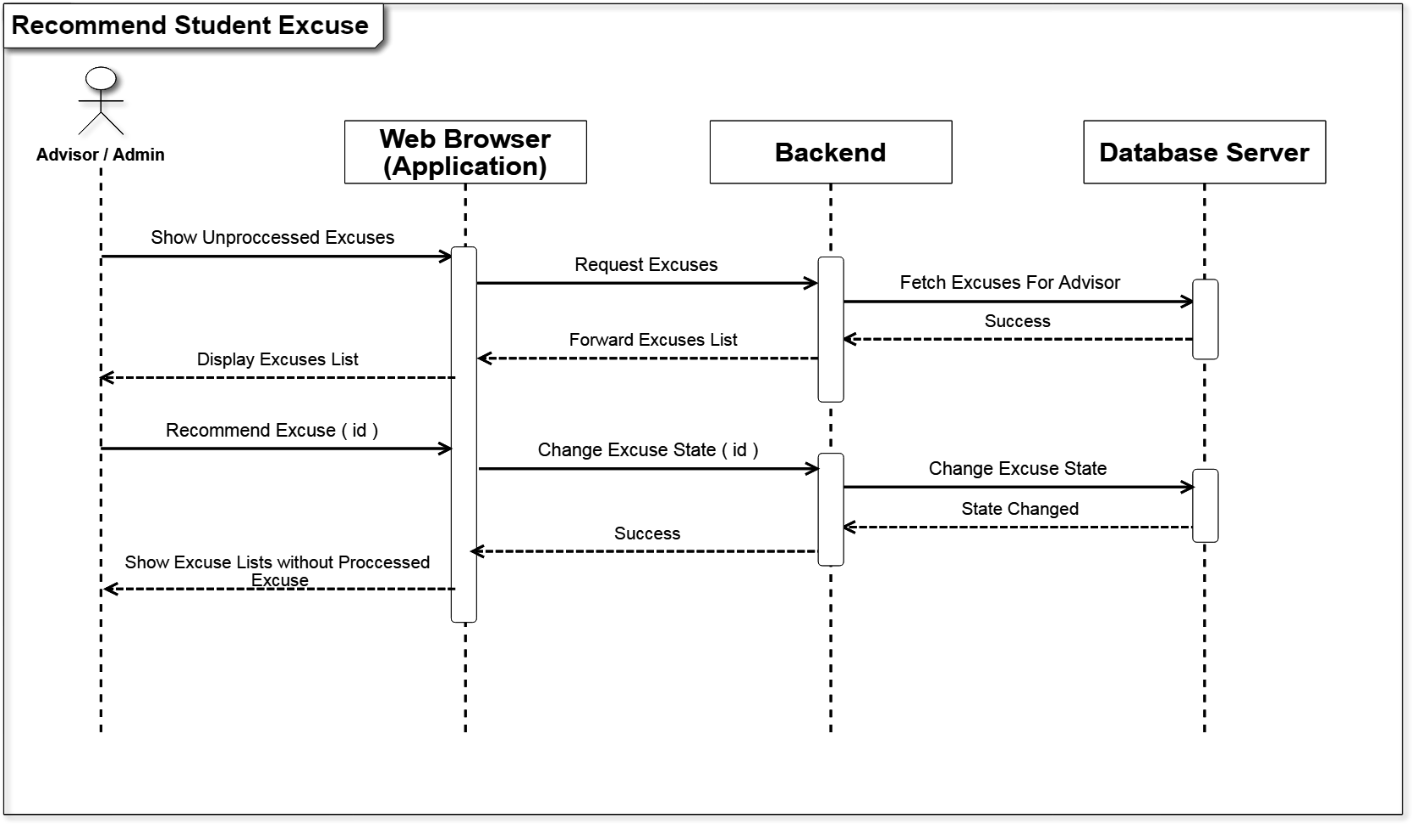 Recommend Student Excuse
Advisor / Admin
Web Browser
(Application)
Backend
Database Server
Show Unproccessed Excuses
Request Excuses
Fetch Excuses For Advisor
Success
Forward Excuses List
Display Excuses List
Recommend Excuse ( id )
Change Excuse State ( id )
Change Excuse State
State Changed
Success
Show Excuse Lists without Proccessed
Excuse